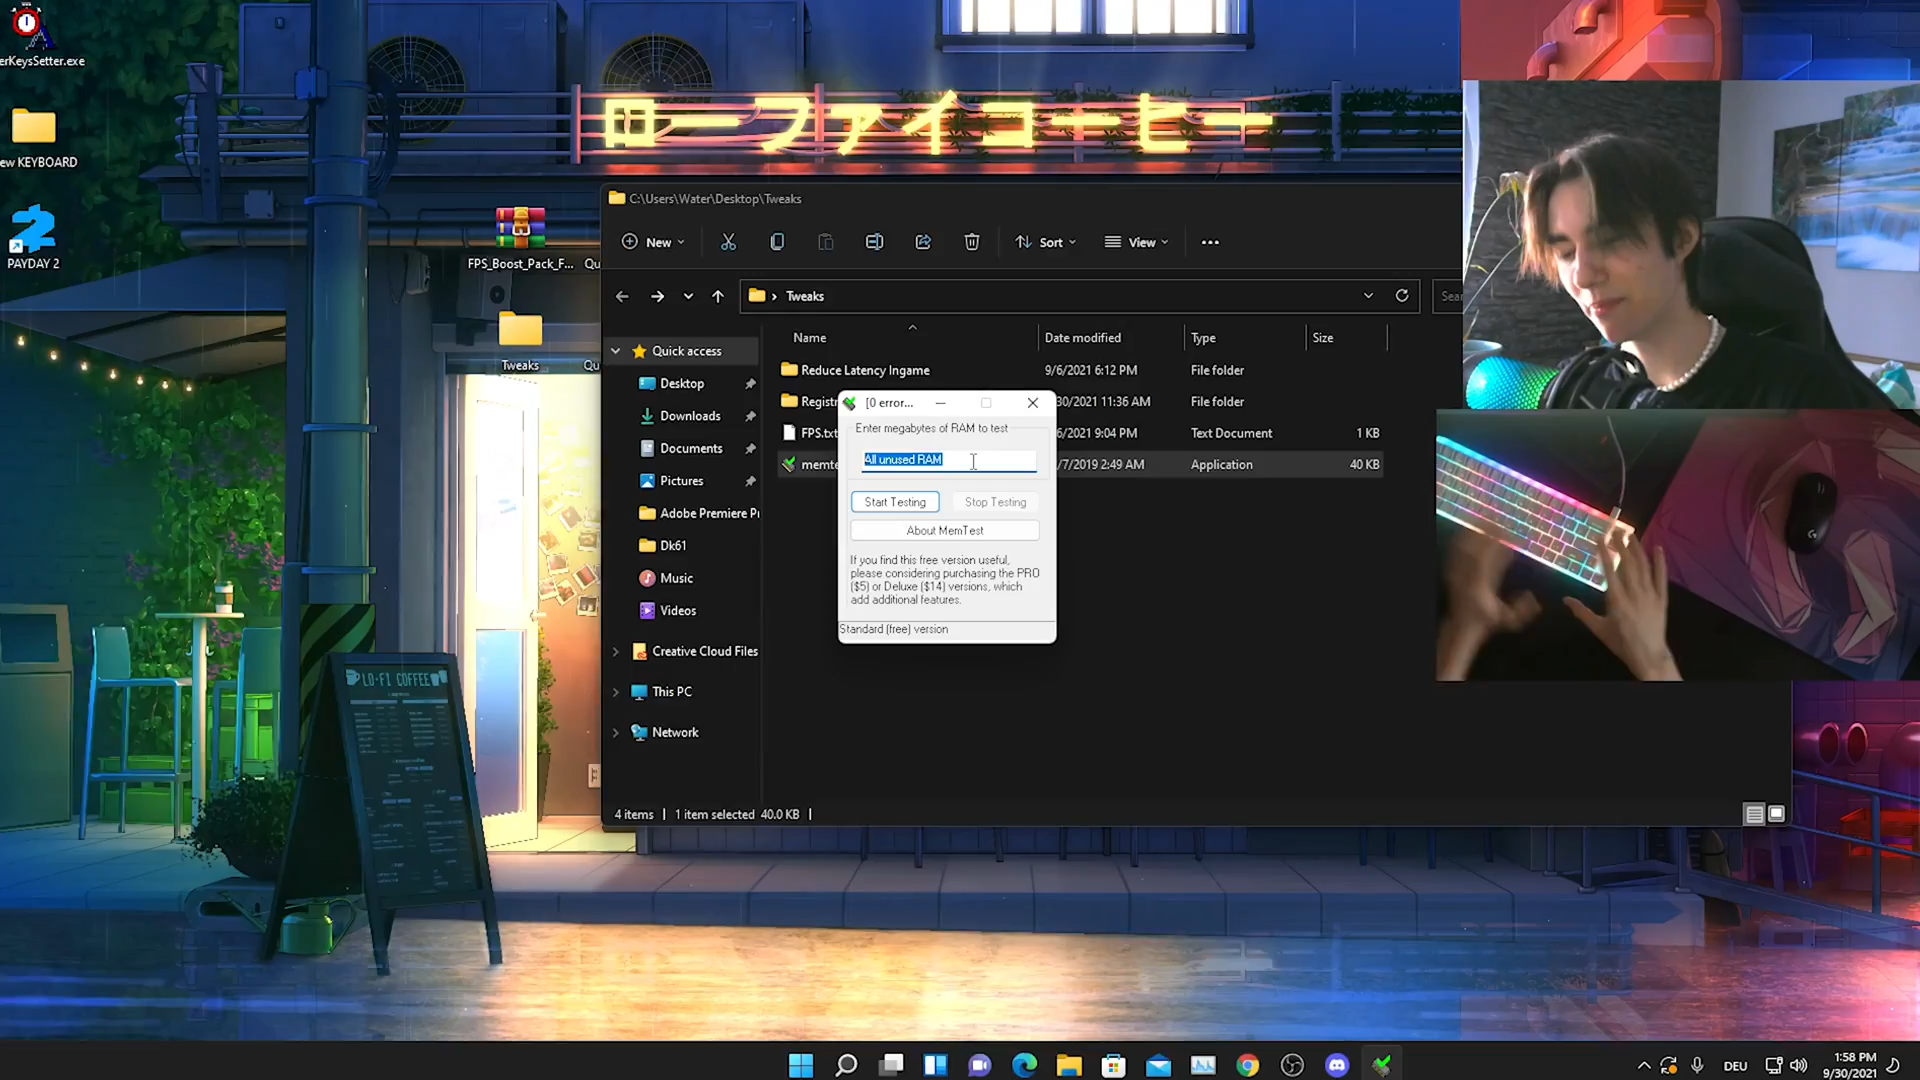 erKeysSetter.exe
ew KEYBOARD
PAYDAY 2
ローファイコーヒー
FPS_Boost_Pack_F...
Qu
Tweaks
Qu
C:\Users\Water\Desktop\Tweaks
New
Sort
View
Tweaks
Sea
Name
Date modified
Type
Size
Quick access
Desktop
Downloads
Documents
Pictures
Adobe Premiere Pr
Dk61
Music
Videos
Creative Cloud Files
This PC
Network
Reduce Latency Ingame
9/6/2021 6:12 PM
File folder
Registr
30/2021 11:36 AM
File folder
FPS.txt
6/2021 9:04 PM
Text Document
1 KB
memte
/7/2019 2:49 AM
Application
40 KB
[0 error...
Enter megabytes of RAM to test
All unused RAM
Start Testing
Stop Testing
About MemTest
If you find this free version useful,
please considering purchasing the PRO
($5) or Deluxe ($14) versions, which
add additional features.
Standard (free) version
4 items
1 item selected 40.0 KB
LO-FI COFFEE
DEU
1:58 PM
9/30/2021